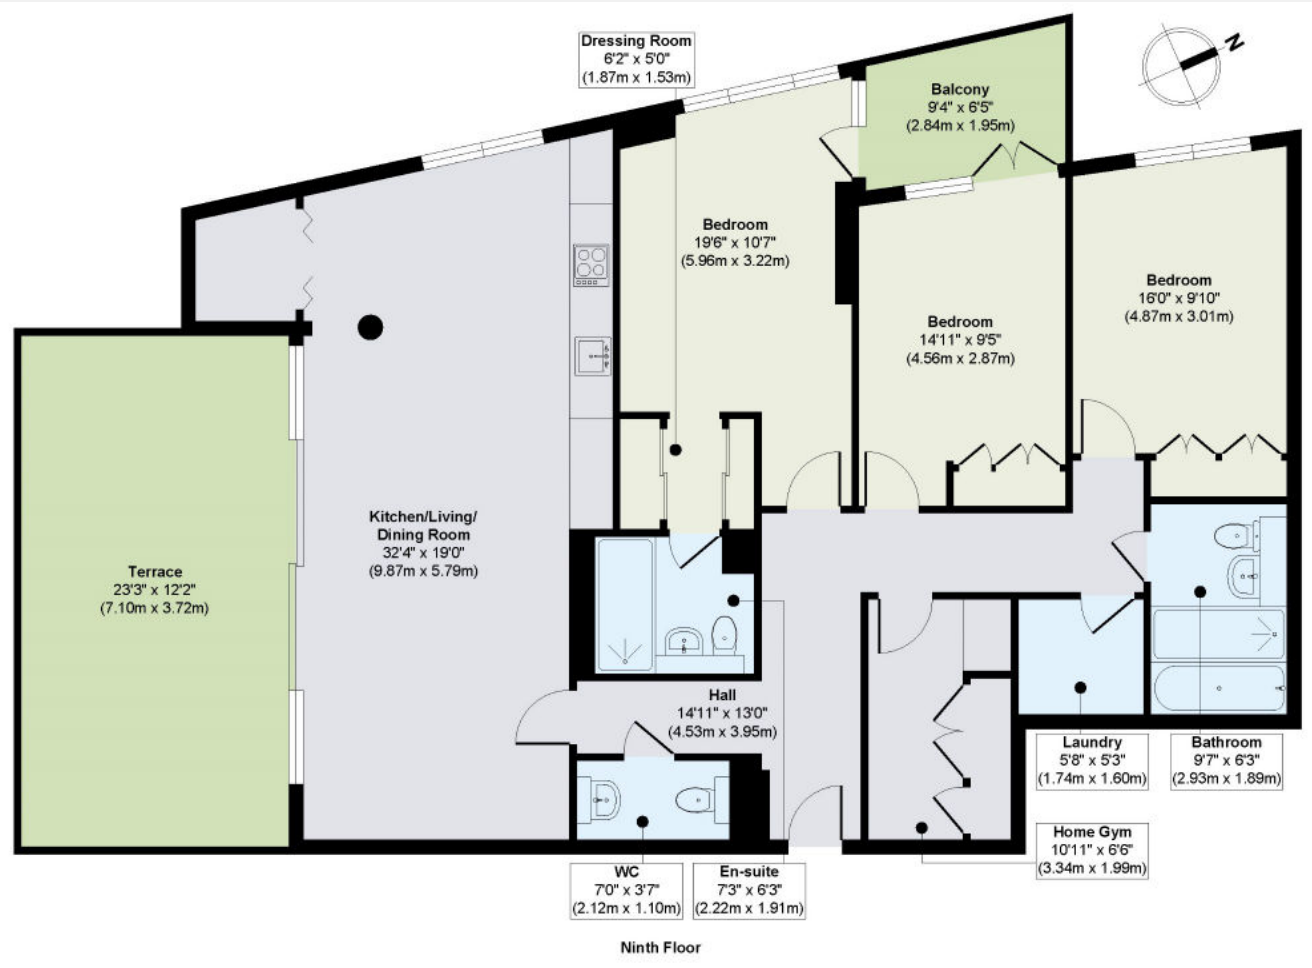 Dressing Room
6'2" x 5'0"
(1.87m x 1.53m)
N
Balcony
9'4" x 6'5"
(2.84m x 1.95m)
Bedroom
19'6" x 10'7"
(5.96m x 3.22m)
Bedroom
16'0" x 9'10"
(4.87m x 3.01m)
Bedroom
14'11" x 9'5"
(4.56m x 2.87m)
Kitchen/Living/
Dining Room
32'4" x 19'0"
(9.87m x 5.79m)
Terrace
23'3" x 12'2"
(7.10m x 3.72m)
Hall
14'11" x 13'0"
(4.53m x 3.95m)
Laundry
5'8" x 5'3"
(1.74m x 1.60m)
Bathroom
9'7" x 6'3"
(2.93m x 1.89m)
Home Gym
10'11" x 6'6"
(3.34m x 1.99m)
WC
7'0" x 3'7"
(2.12m x 1.10m)
En-suite
7'3" x 6'3"
(2.22m x 1.91m)
Ninth Floor